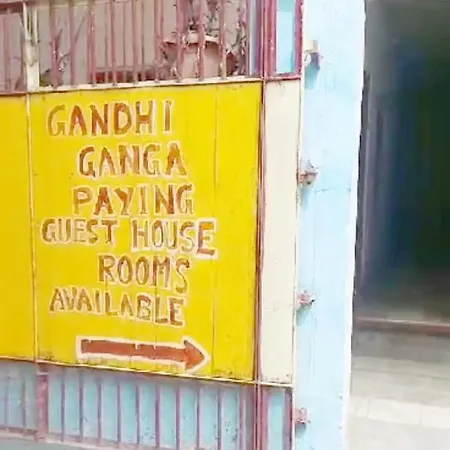 GANDHI
GANGA
PAYING
GUEST HOUSE
ROOMS
AVAILABLE